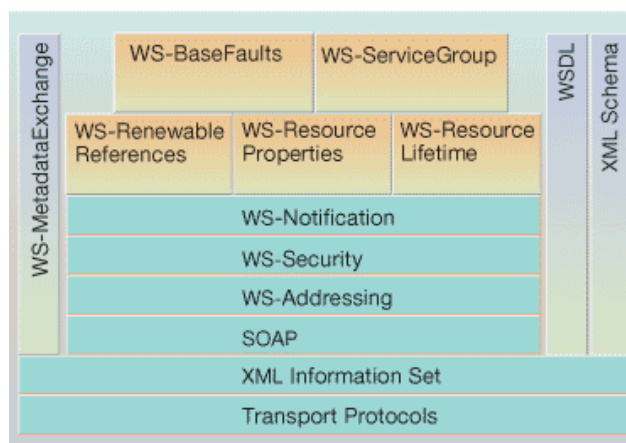 WS-MetadataExchange
WS-BaseFaults
WS-ServiceGroup
WSDL
XML Schema
WS-Renewable
References
WS-Resource
Properties
WS-Resource
Lifetime
WS-Notification
WS-Security
WS-Addressing
SOAP
XML Information Set
Transport Protocols